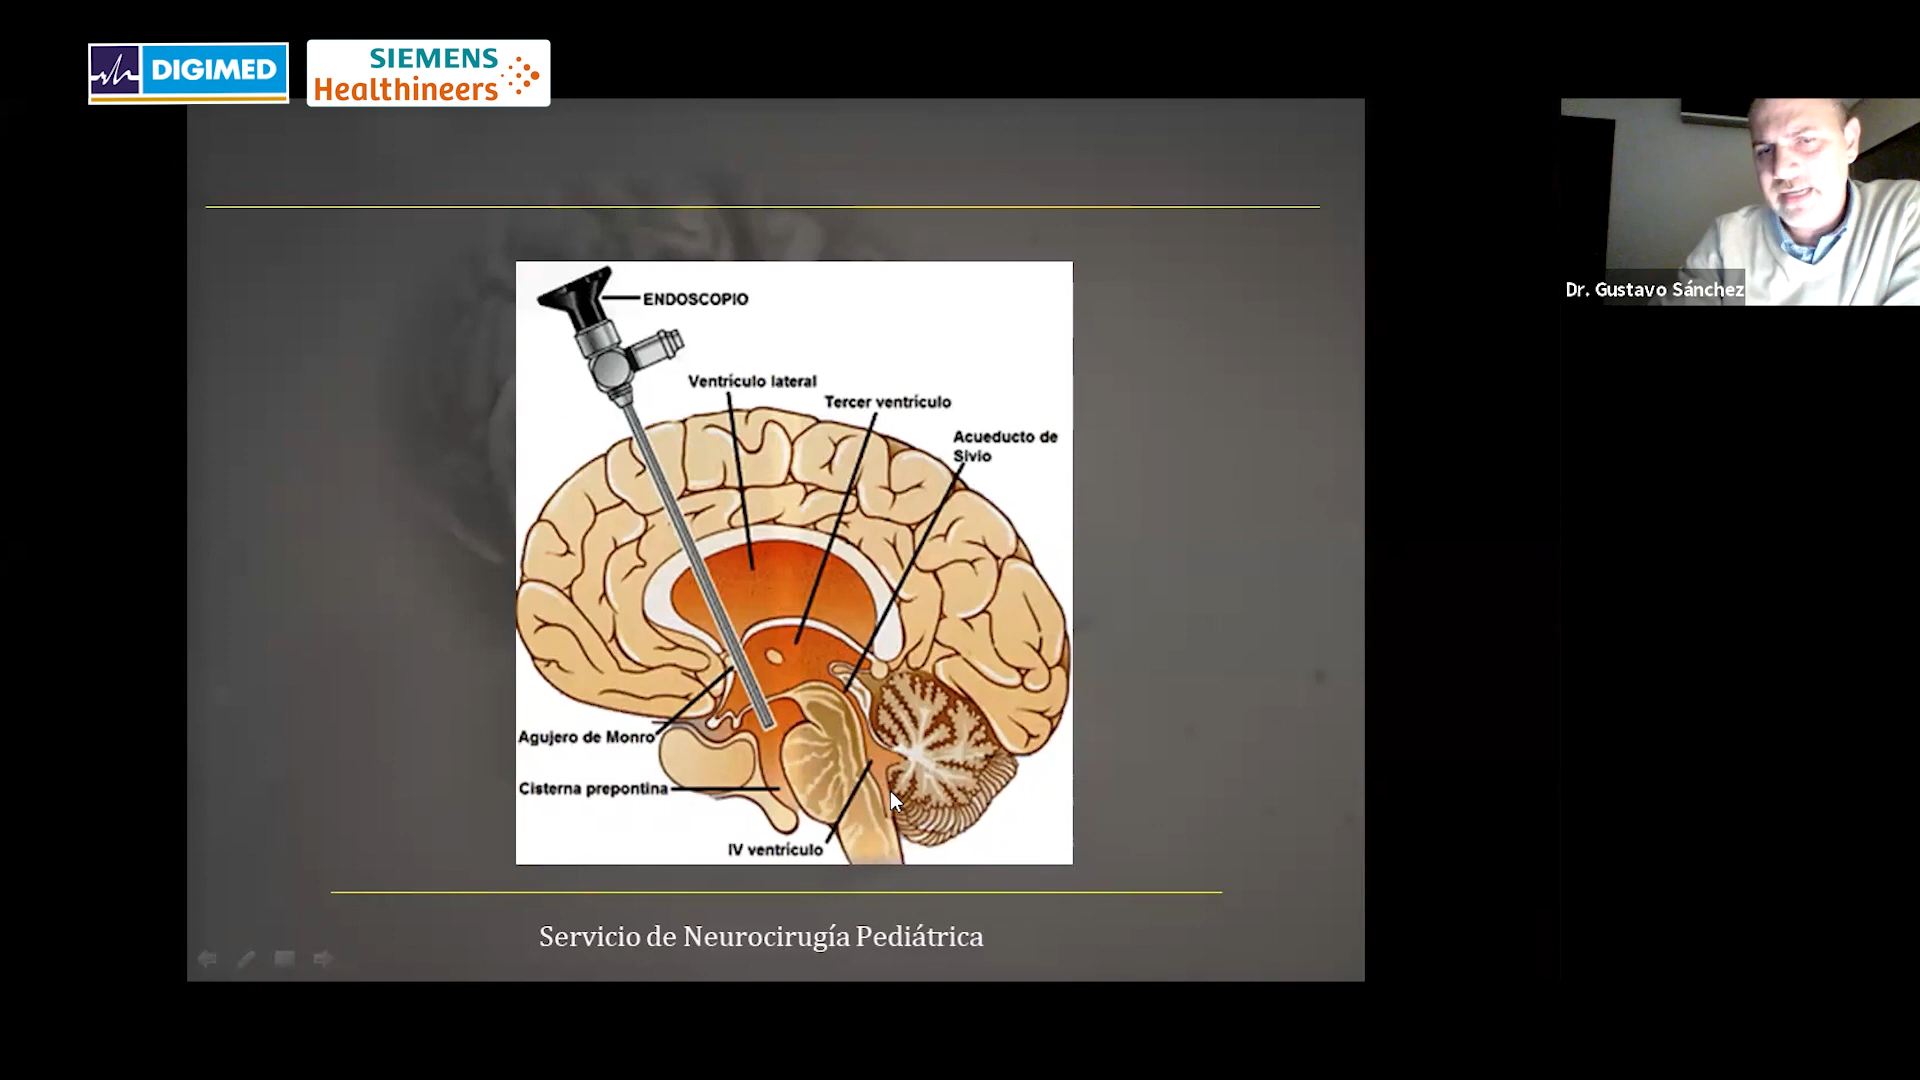 DIGIMED
SIEMENS
Healthineers
Dr. Gustavo Sánchez
ENDOSCOPIO
Ventrículo lateral
Tercer ventrículo
Acueducto de
Sivio
Agujero de Monro
Cisterna prepontina
IV ventrículo
Servicio de Neurocirugía Pediátrica